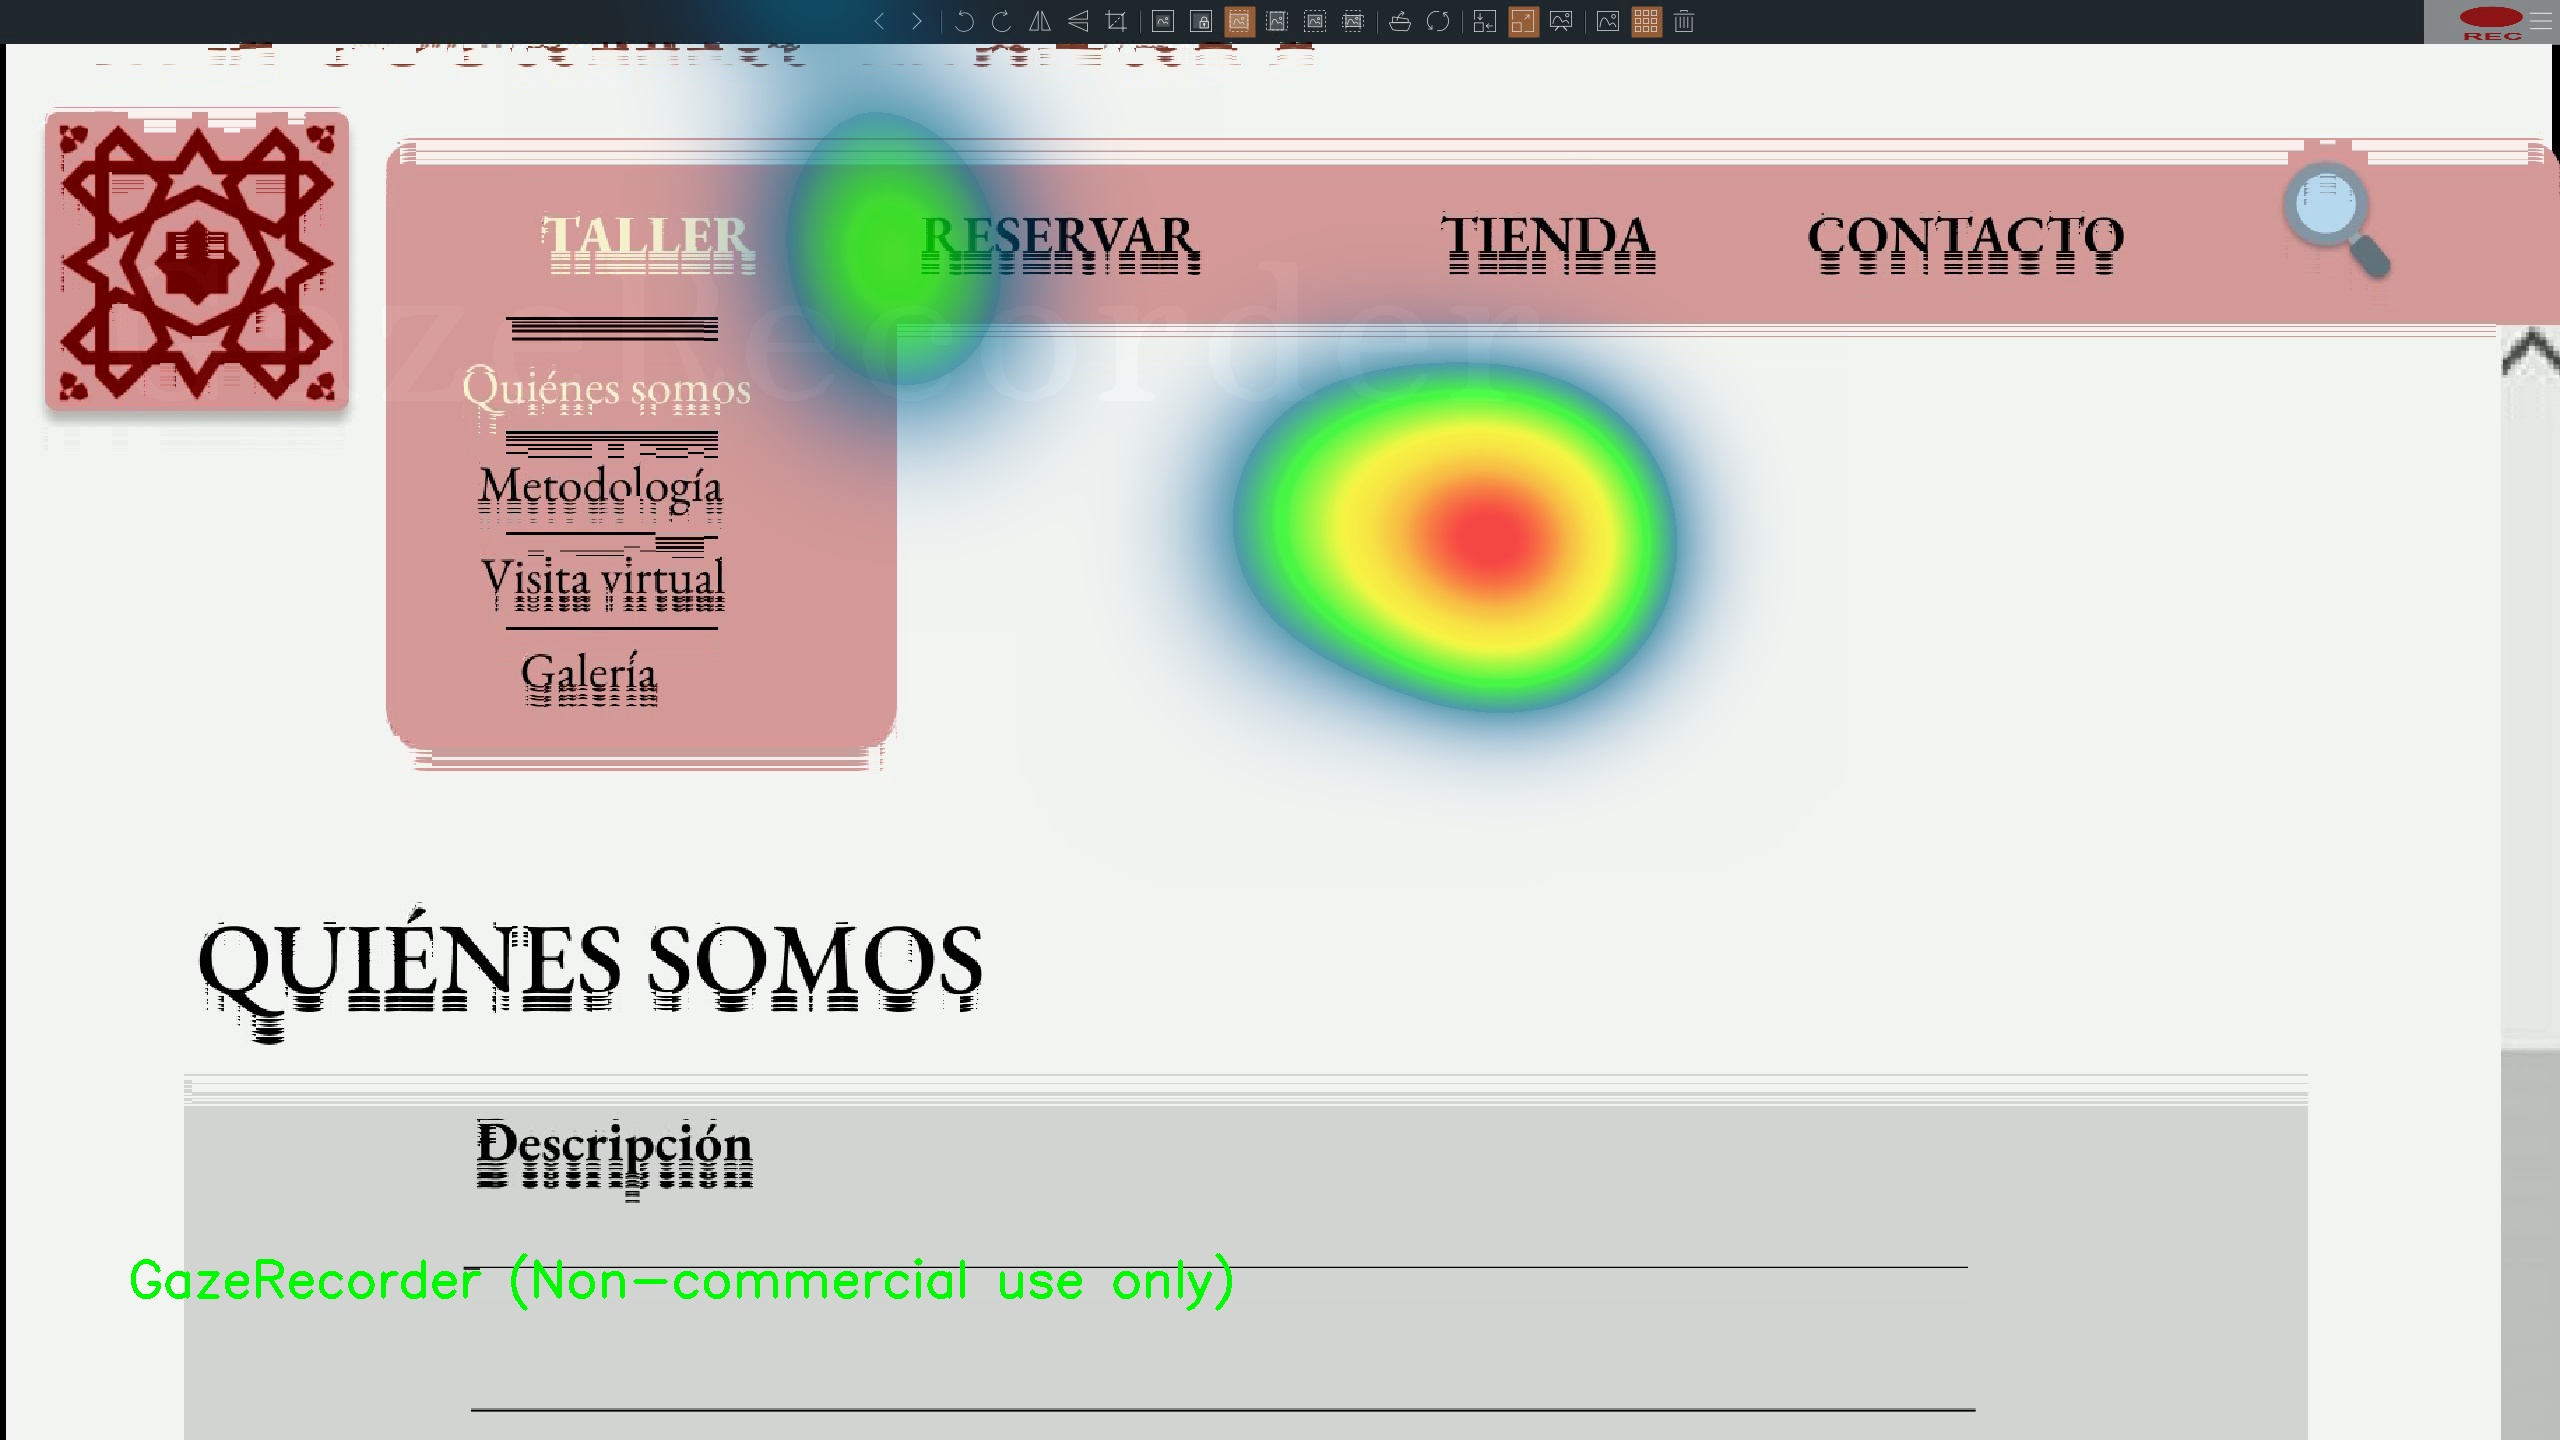 REC
TALLER RESERVAR TIENDA CONTACTO
GazeRecorder
Quiénes somos
Metodología
Visita virtual
Galería
QUIÉNES SOMOS
Descripción
GazeRecorder (Non-commercial use only)